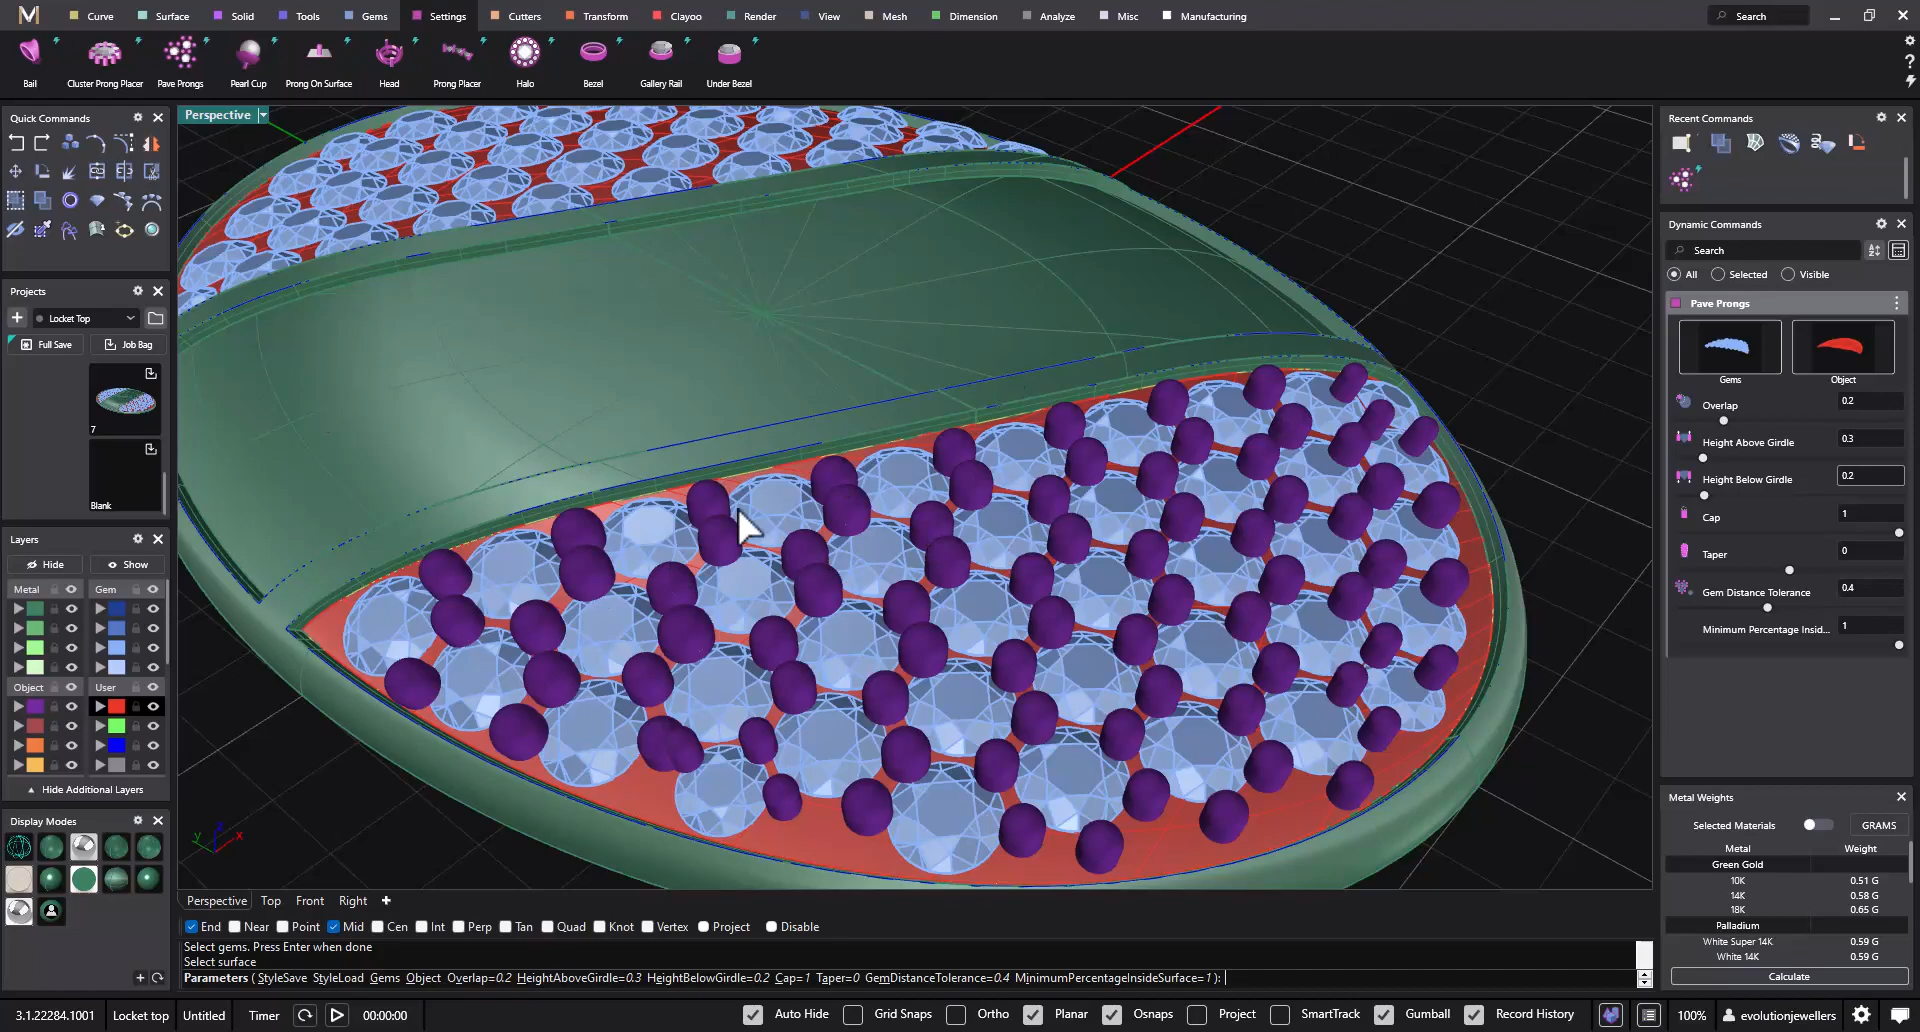 Curve Surface Solid Tools Gems Settings Cutters Transform Clayoo Render View Mesh Dimension Analyze Misc Manufacturing Search
Bail Cluster Prong Placer Pave Prongs Pearl Cup Prong On Surface Head Prong Placer Halo Bezel Gallery Rail Under Bezel
Quick Commands
Projects
Locket Top
Full Save Job Bag
7
Blank
Layers
Hide Show
Metal Gem
Object User
Hide Additional Layers
Display Modes
Perspective
z
y x
Perspective Top Front Right
End Near Point Mid Cen Int Perp Tan Quad Knot Vertex Project Disable
Select gems. Press Enter when done
Select surface
Parameters ( StyleSave StyleLoad Gems Object Overlap=0.2 HeightAboveGirdle=0.3 HeightBelowGirdle=0.2 Cap=1 Taper=0 GemDistanceTolerance=0.4 MinimumPercentageInsideSurface=1 ):
Recent Commands
Dynamic Commands
Search
All Selected Visible
Pave Prongs
Gems Object
Overlap 0.2
Height Above Girdle 0.3
Height Below Girdle 0.2
Cap 1
Taper 0
Gem Distance Tolerance 0.4
Minimum Percentage Insid... 1
Metal Weights
Selected Materials GRAMS
Metal Weight
Green Gold
10K 0.51 G
14K 0.58 G
18K 0.65 G
Palladium
White Super 14K 0.59 G
White 14K 0.59 G
Calculate
3.1.22284.1001 Locket top Untitled Timer 00:00:00 Auto Hide Grid Snaps Ortho Planar Osnaps Project SmartTrack Gumball Record History 100% evolutionjewellers